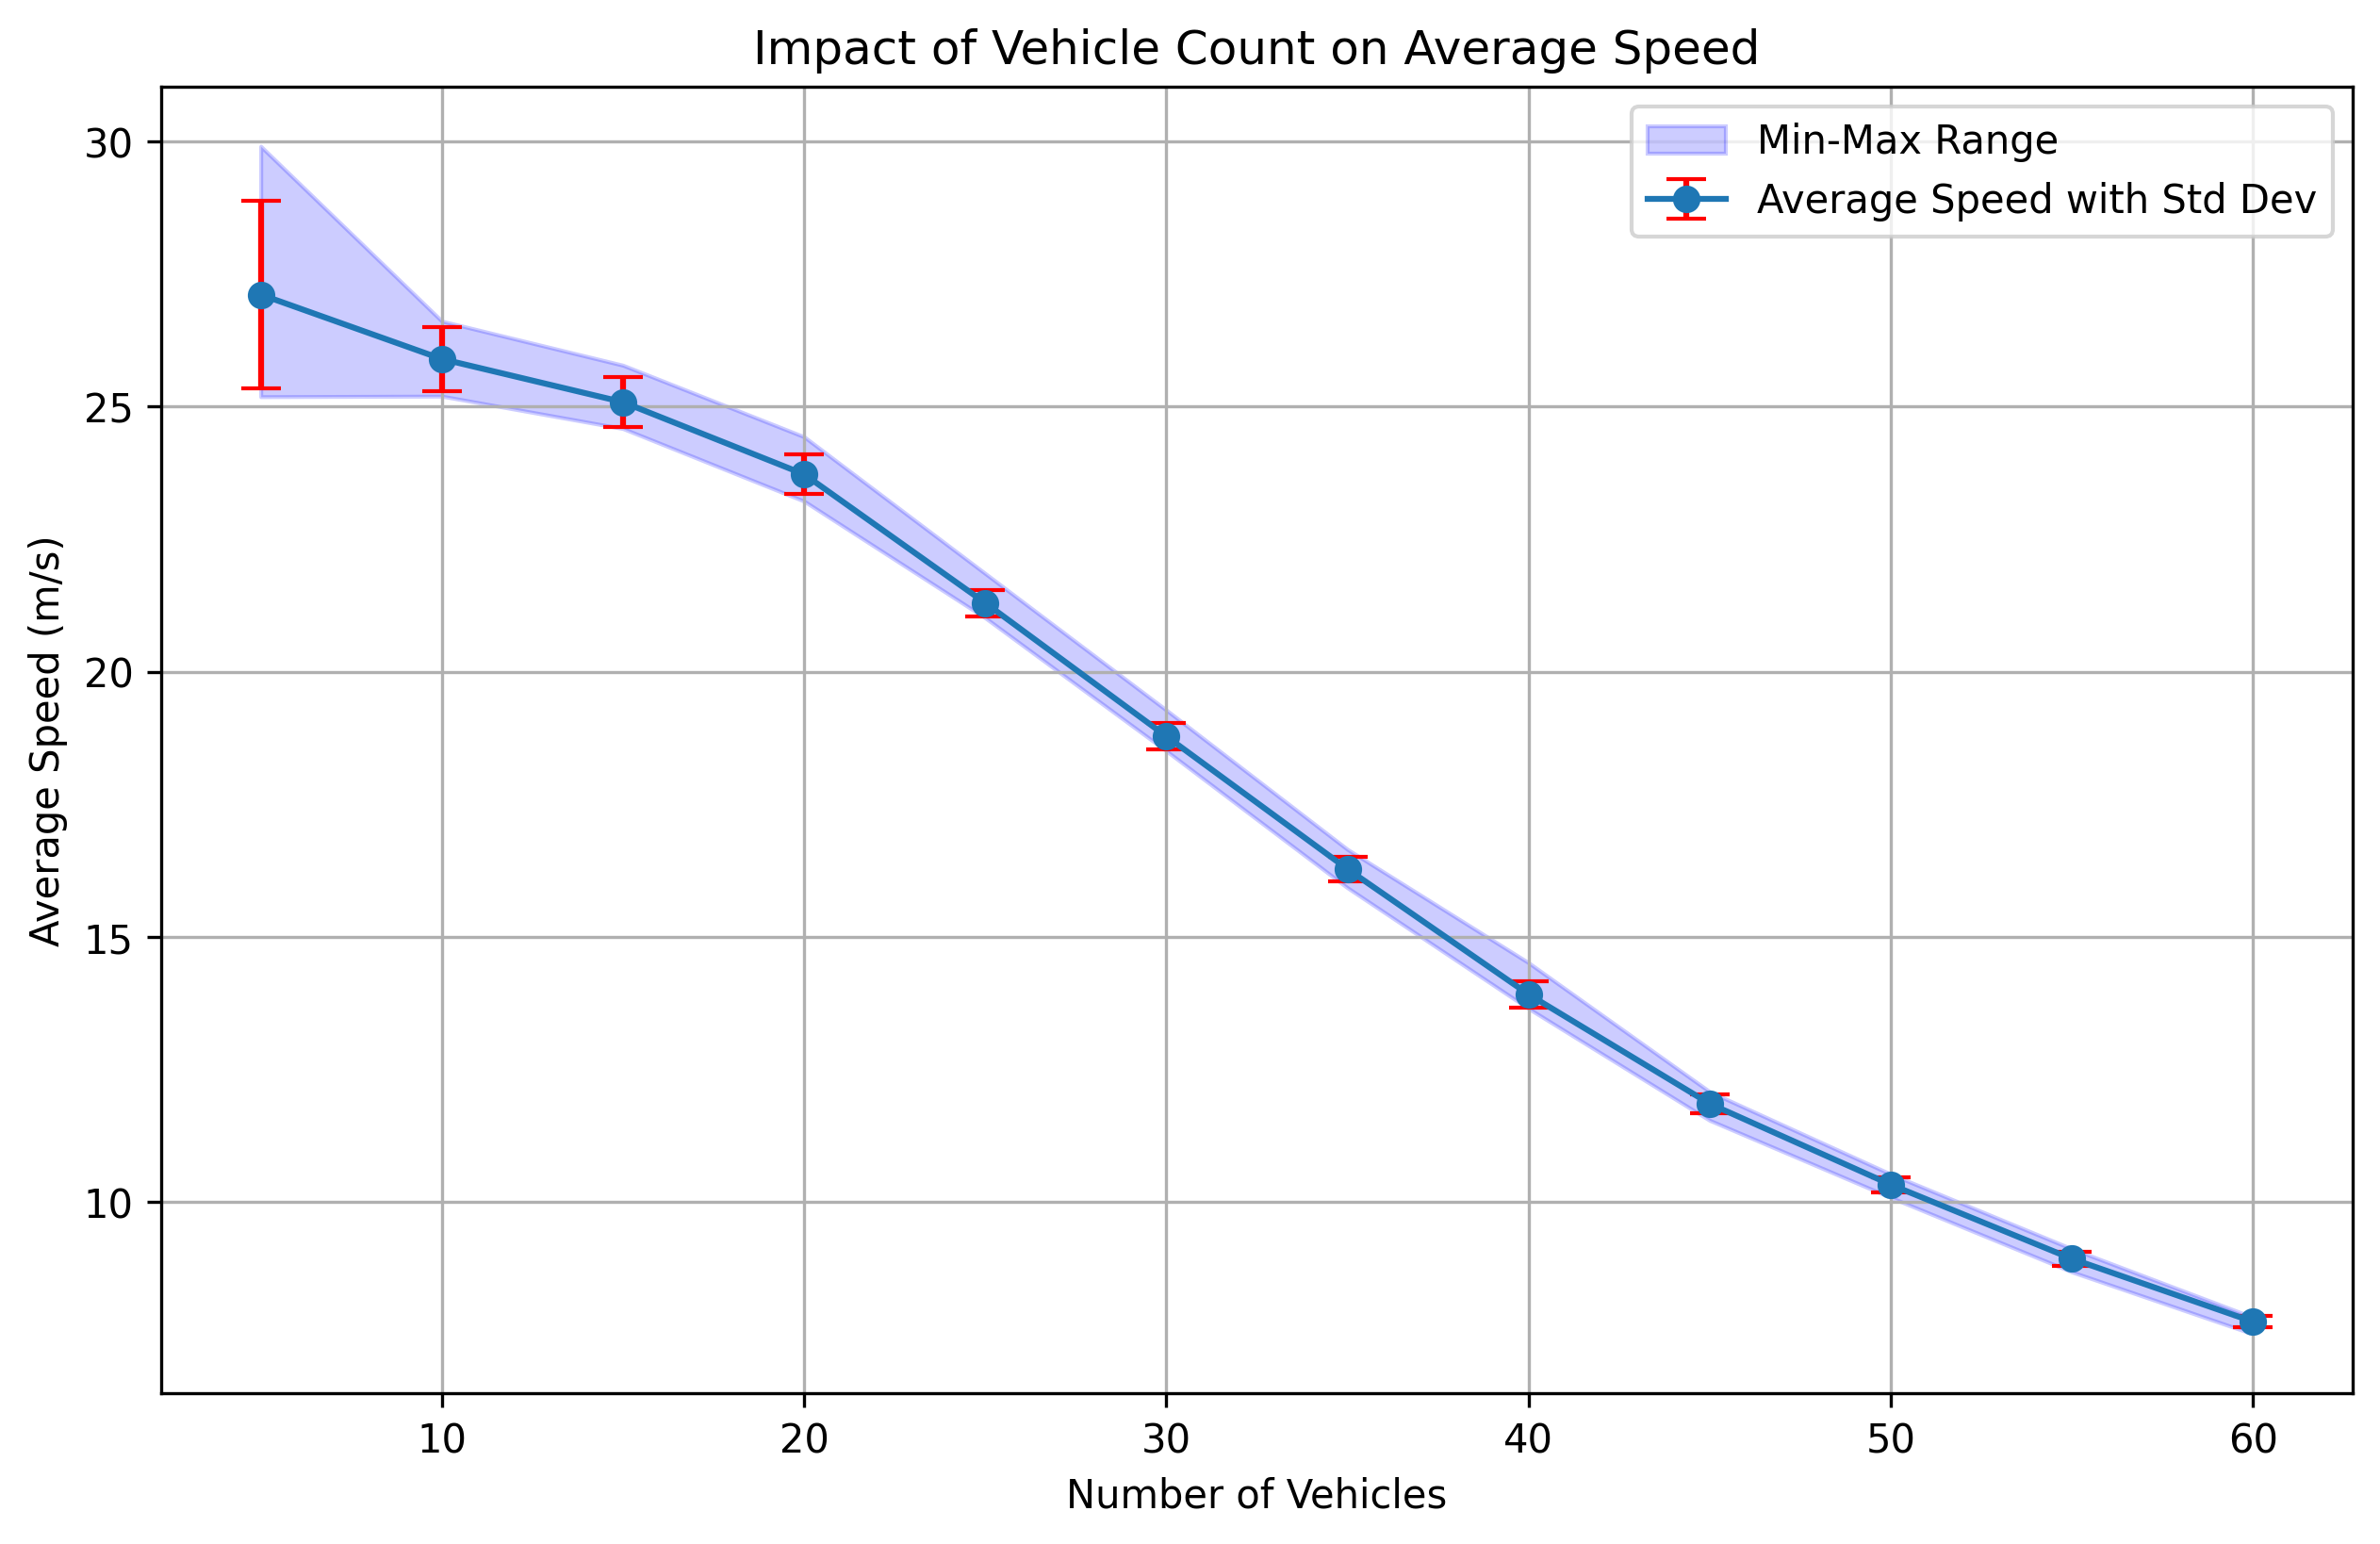 Impact of Vehicle Count on Average Speed
Min-Max Range
Average Speed with Std Dev
Average Speed (m/s)
30
25
20
15
10
10 20 30 40 50 60
Number of Vehicles